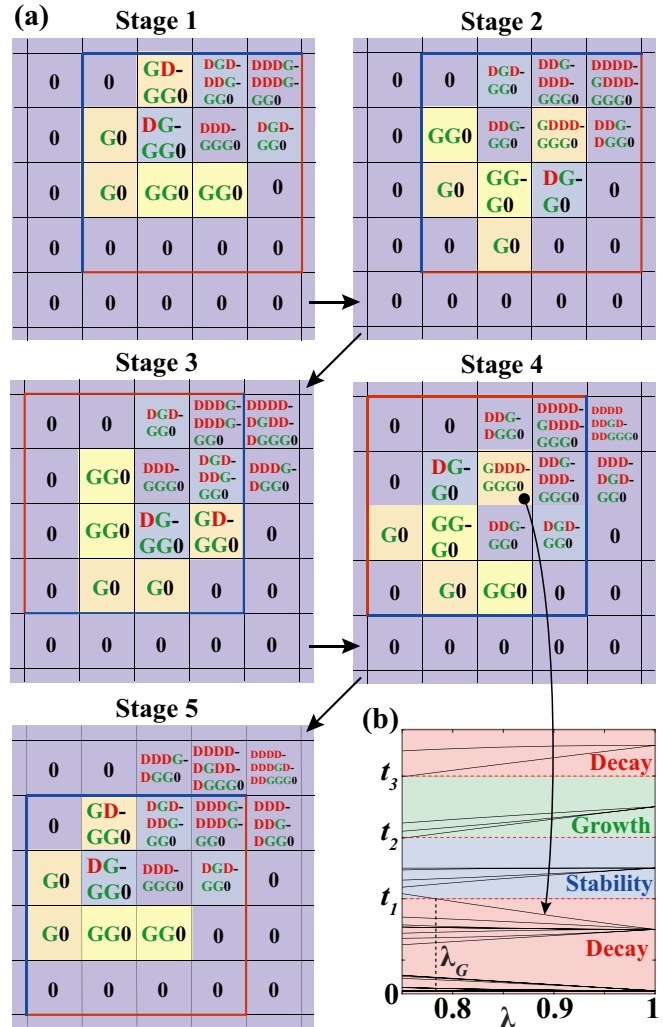 (a)
Stage 1
0
0
GD-
GG0
DGD-
DDG-
GG0
DDDG-
DDDG-
GG0
0
G0
DG-
GG0
DDD-
GGG0
DGD-
GG0
0
G0
GG0
GG0
0
0
0
0
0
0
0
0
0
0
0
Stage 2
0
0
DGD-
GG0
DDG-
DDD-
GGG0
DDDD-
GDDD-
GGG0
0
GG0
DDG-
GG0
GDDD-
GGG0
DDG-
DGG0
0
G0
GG-
G0
DG-
G0
0
0
0
G0
0
0
0
0
0
0
0
Stage 3
0
0
DGD-
GG0
DDDG-
DDDG-
GG0
DDDD-
DGDD-
DGGG0
0
GG0
DDD-
GGG0
DGD-
DDG-
GG0
DDDG-
DGG0
0
GG0
DG-
GG0
GD-
GG0
0
0
G0
G0
0
0
0
0
0
0
0
Stage 4
0
0
DDG-
DGG0
DDDD-
GDDD-
GGG0
DDDD
DDGD-
DDGGG0
0
DG-
G0
GDDD-
GGG0
DDG-
DDD-
GGG0
DDD-
DGD-
GG0
G0
GG-
G0
DDG-
GG0
DGD-
GG0
0
0
G0
GG0
0
0
0
0
0
0
0
Stage 5
0
0
DDDG-
DGG0
DDDD-
DGDD-
DGGG0
DDDD-
DDDGD-
DDGGG0
0
GD-
GG0
DGD-
DDG-
GG0
DDDG-
DDDG-
GG0
DDD-
DDG-
DGG0
G0
DG-
GG0
DDD-
GGG0
DGD-
GG0
0
G0
GG0
GG0
0
0
0
0
0
0
0
(b)
t3
Decay
t2
Growth
Stability
t1
Decay
λG
0
0.8
0.9
1
λ